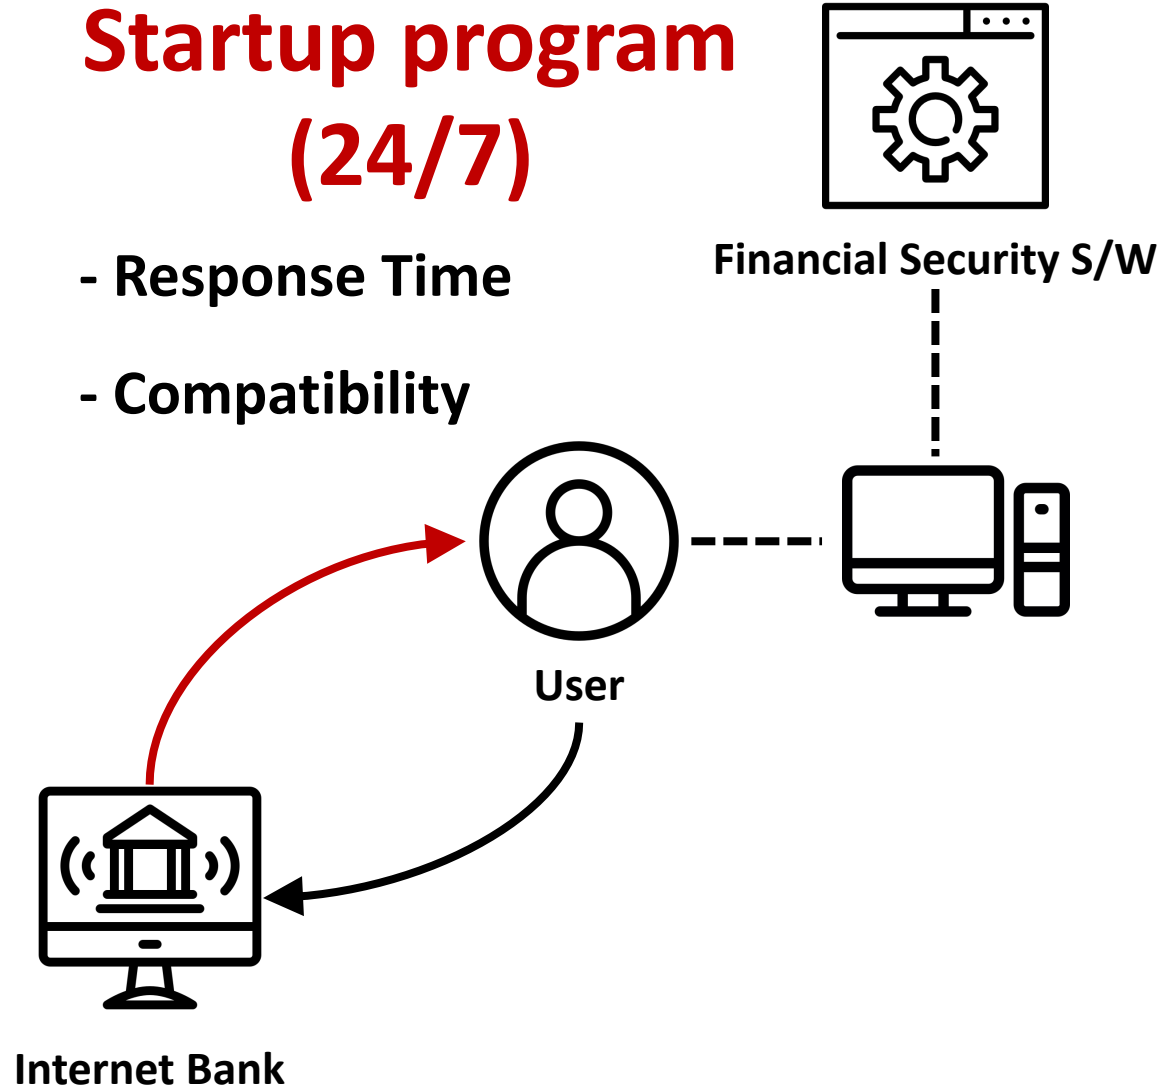 Startup program
(24/7)
- Response Time
- Compatibility
Financial Security S/W
User
Internet Bank